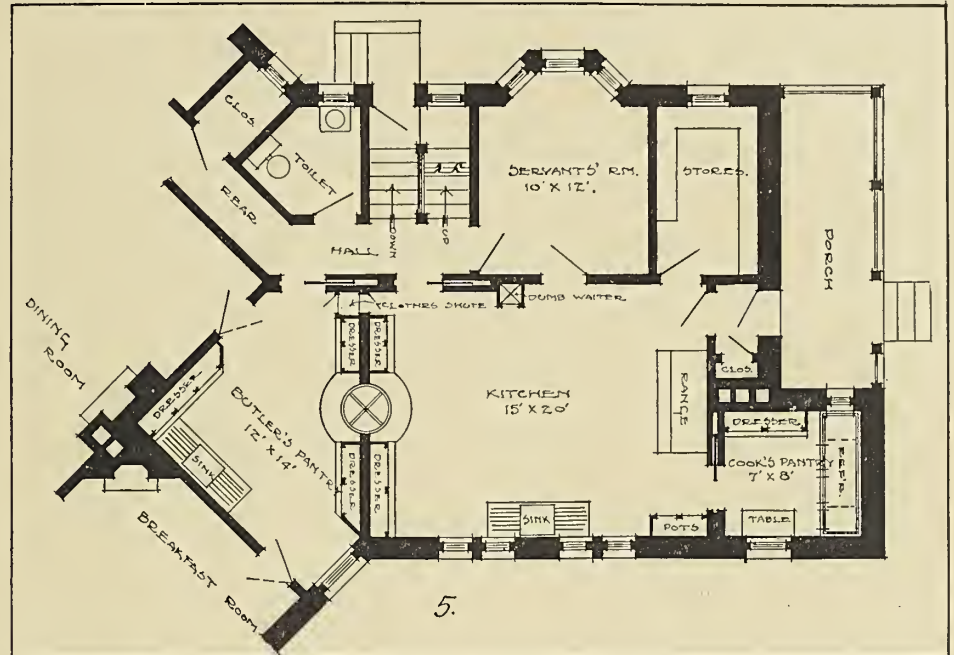 CLOS.
TOILET
REAR
HALL
DOWN
UP
SERVANTS' RM.
10' X 12'.
STORES.
PORCH
CLOTHES SHUTE
DUMB WAITER
DINING
ROOM
DRESSER
DRESSER
DRESSER
BUTLER'S PANTRY
12' X 14'
SINK
DRESSER
DRESSER
KITCHEN
15' X 20'
RANGE
CLOS.
DRESSER
COOK'S PANTRY
7' X 8'
REF'R.
TABLE
POTS
SINK
BREAKFAST ROOM
5.